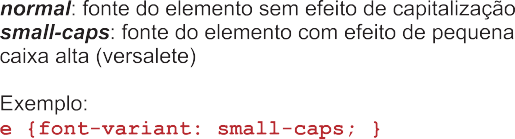 normal: fonte do elemento sem efeito de capitalização
small-caps: fonte do elemento com efeito de pequena
caixa alta (versalete)
Exemplo:
e {font-variant: small-caps; }